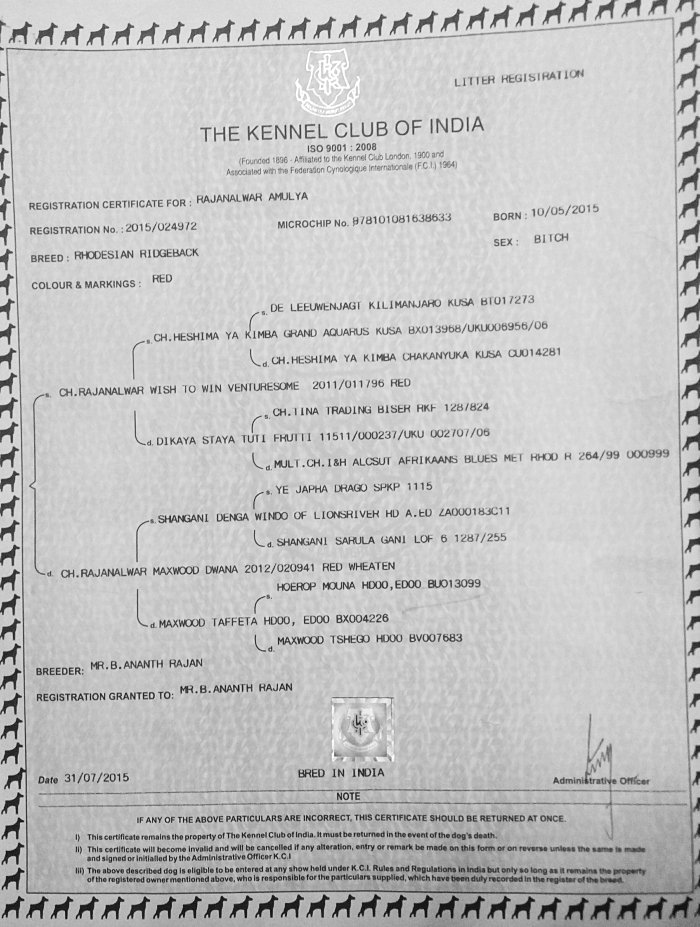 LITTER REGISTRATION
THE KENNEL CLUB OF INDIA
ISO 9001 : 2008
(Founded 1896 - Affiliated to the Kennel Club London, 1900 and
Associated with the Federation Cynologique Internationale (F.C.I.) 1964)
REGISTRATION CERTIFICATE FOR : RAJANALWAR AMULYA
REGISTRATION No. : 2015/024972 MICROCHIP No. 978101081638633 BORN : 10/05/2015
BREED : RHODESIAN RIDGEBACK SEX : BITCH
COLOUR & MARKINGS : RED
s. DE LEEUWENJAGT KILIMANJARO KUSA BT017273
s. CH.HESHIMA YA KIMBA GRAND AQUARUS KUSA BX013968/UKU006956/06
d. CH.HESHIMA YA KIMBA CHAKANYUKA KUSA CU014281
s. CH.RAJANALWAR WISH TO WIN VENTURESOME 2011/011796 RED
s. CH.TINA TRADING BISER RKF 1287824
d. DIKAYA STAYA TUTI FRUTTI 11511/000237/UKU 002707/06
d. MULT.CH.I&H ALCSUT AFRIKAANS BLUES MET RHOD R 264/99 000999
s. YE JAPHA DRAGO SPKP 1115
s. SHANGANI DENGA WINDO OF LIONSRIVER HD A.ED ZA000183C11
d. SHANGANI SARULA GANI LOF 6 1287/255
d. CH.RAJANALWAR MAXWOOD DWANA 2012/020941 RED WHEATEN
s. HOEROP MOUNA HD00,ED00 BU013099
d. MAXWOOD TAFFETA HD00, ED00 BX004226
d. MAXWOOD TSHEGO HD00 BV007683
BREEDER: MR.B.ANANTH RAJAN
REGISTRATION GRANTED TO: MR.B.ANANTH RAJAN
Date 31/07/2015 BRED IN INDIA Administrative Officer
NOTE
IF ANY OF THE ABOVE PARTICULARS ARE INCORRECT, THIS CERTIFICATE SHOULD BE RETURNED AT ONCE.
I) This certificate remains the property of The Kennel Club of India. It must be returned in the event of the dog's death.
II) This certificate will become invalid and will be cancelled if any alteration, entry or remark be made on this form or on reverse unless the same is made
and signed or initialled by the Administrative Officer K.C.I
III) The above described dog is eligible to be entered at any show held under K.C.I. Rules and Regulations in India but only so long as it remains the property
of the registered owner mentioned above, who is responsible for the particulars supplied, which have been duly recorded in the register of the breed.